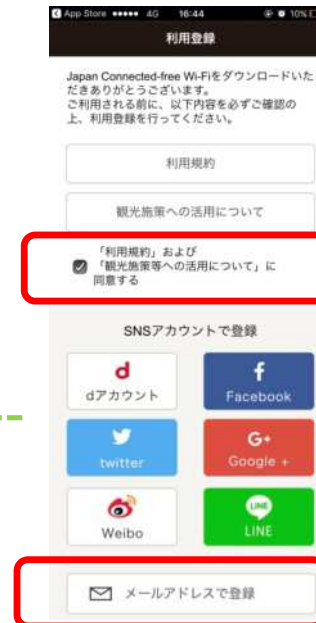 App Store 4G 16:44 10%
利用登録
Japan Connected-free Wi-Fiをダウンロードいた
だきありがとうございます。
ご利用される前に、以下内容を必ずご確認の
上、利用登録を行ってください。
利用規約
観光施策への活用について
「利用規約」および
「観光施策等への活用について」に
同意する
SNSアカウントで登録
d f
dアカウント Facebook
G+
twitter Google +
LINE
Weibo LINE
メールアドレスで登録